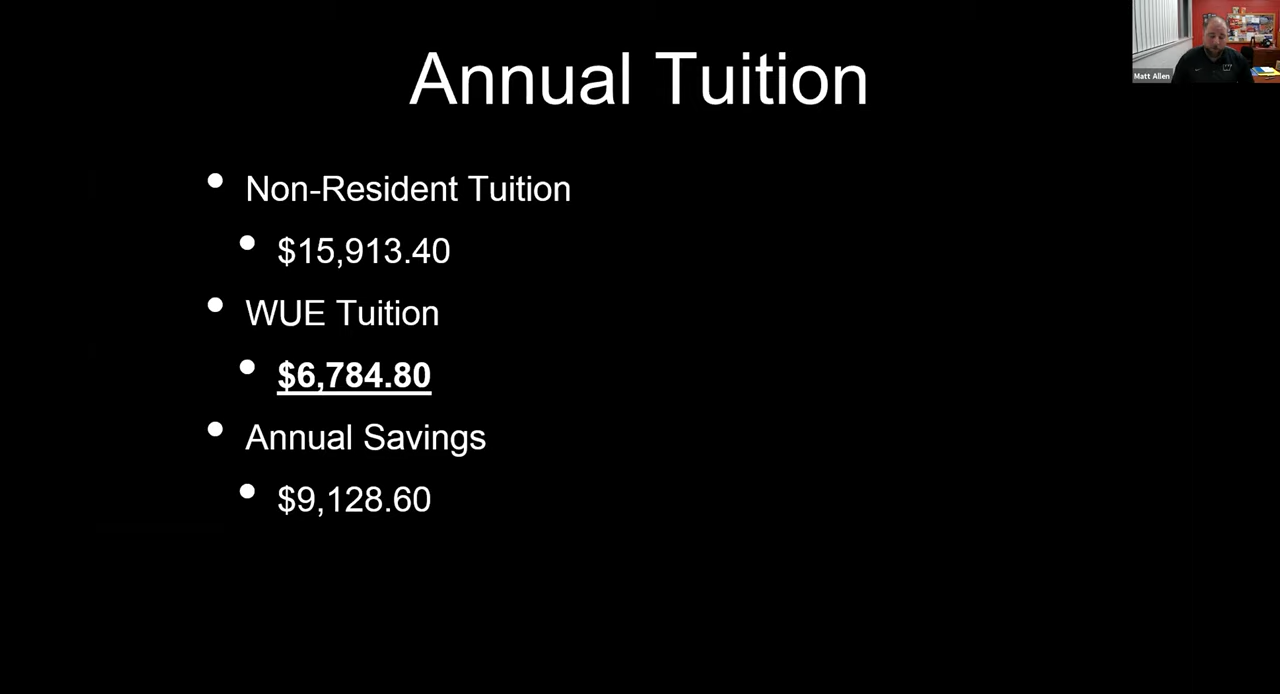 Annual Tuition
Matt Allen
• Non-Resident Tuition
• $15,913.40
• WUE Tuition
• $6,784.80
• Annual Savings
• $9,128.60